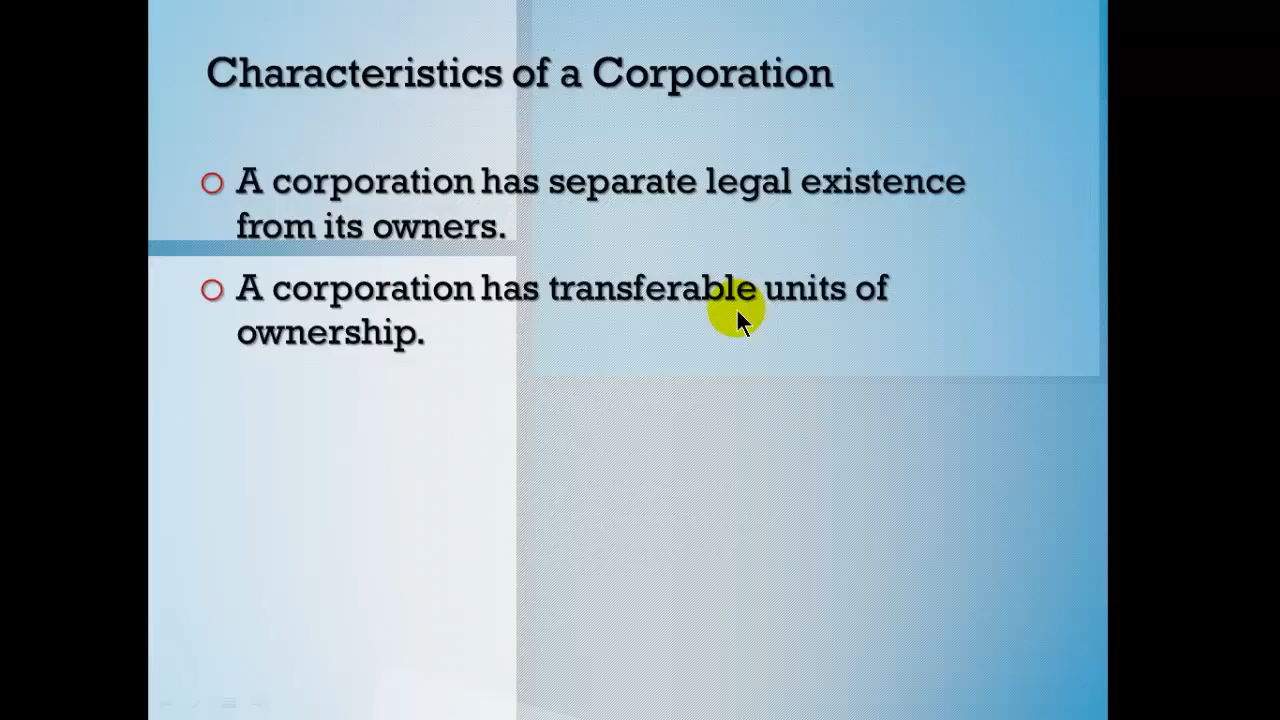 Characteristics of a Corporation
A corporation has separate legal existence
from its owners.
A corporation has transferable units of
ownership.